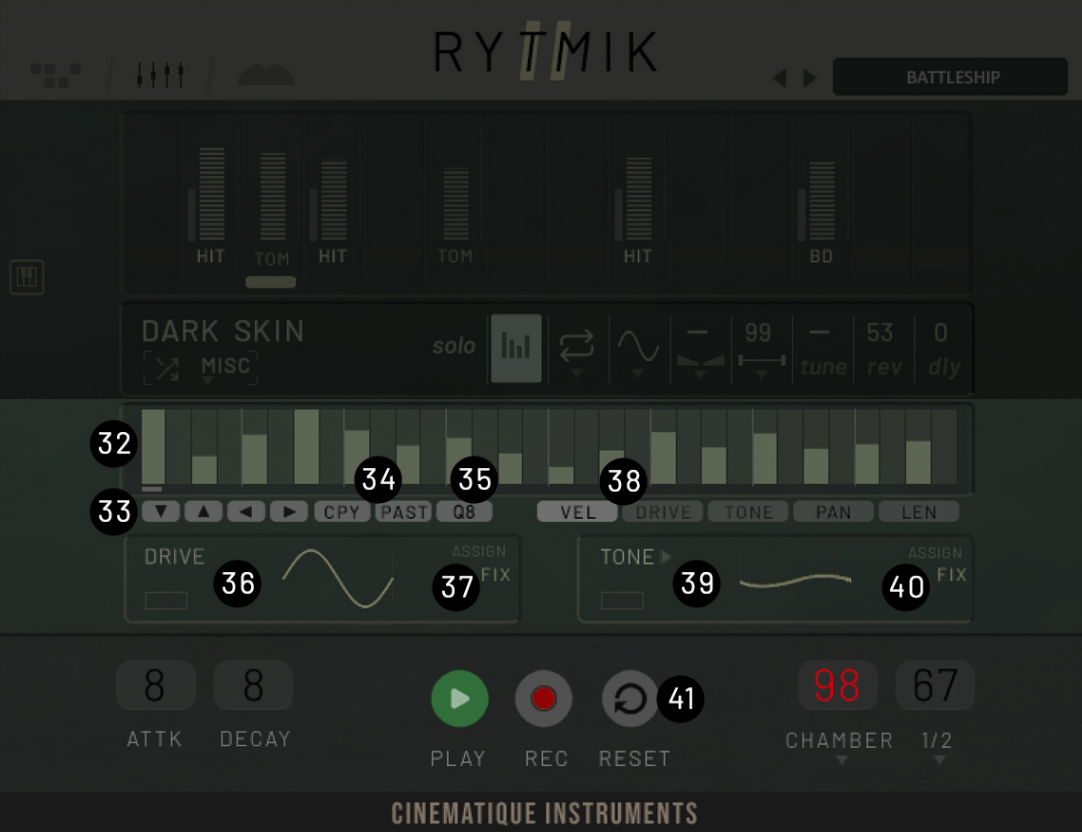 RYTMIK
BATTLESHIP
HIT TOM HIT TOM HIT BD
DARK SKIN
solo 99 53 0
MISC
tune rev dly
32
34 35 38
33 CPY PAST Q8 VEL DRIVE TONE PAN LEN
DRIVE ASSIGN TONE ASSIGN
36 37 FIX 39 40 FIX
8 8 41 98 67
ATTK DECAY CHAMBER 1/2
PLAY REC RESET
CINEMATIQUE INSTRUMENTS